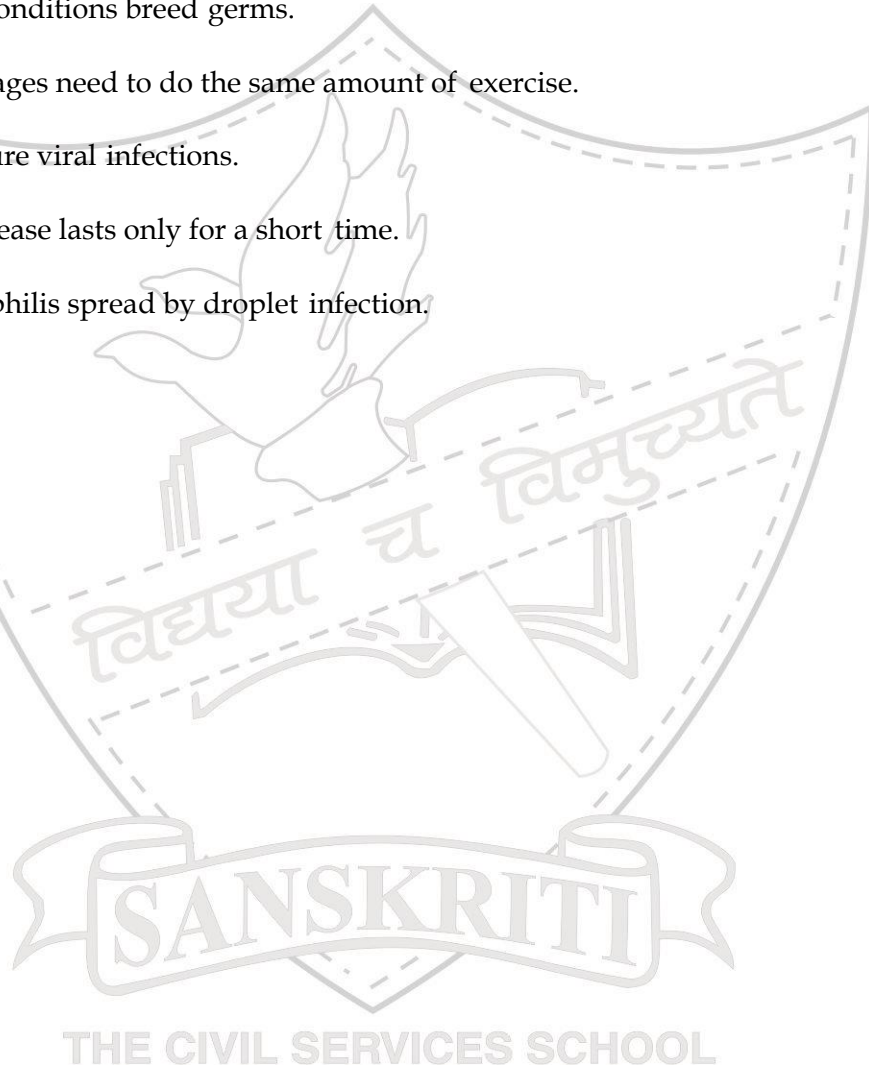 onditions breed germs.
ages need to do the same amount of exercise.
ure viral infections.
ease lasts only for a short time.
philis spread by droplet infection.
विद्यया च विमुच्यते
SANSKRITI
THE CIVIL SERVICES SCHOOL